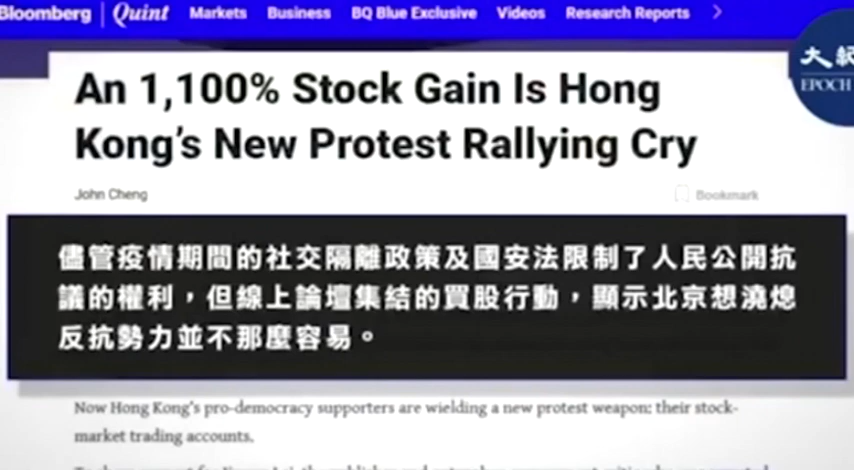 Bloomberg | Quint Markets Business BQ Blue Exclusive Videos Research Reports
大紀
EPOCH
An 1,100% Stock Gain Is Hong
Kong's New Protest Rallying Cry
John Cheng
Bookmark
儘管疫情期間的社交隔離政策及國安法限制了人民公開抗
議的權利，但線上論壇集結的買股行動，顯示北京想澆熄
反抗勢力並不那麼容易。
Now Hong Kong's pro-democracy supporters are wielding a new protest weapon: their stock-
market trading accounts.